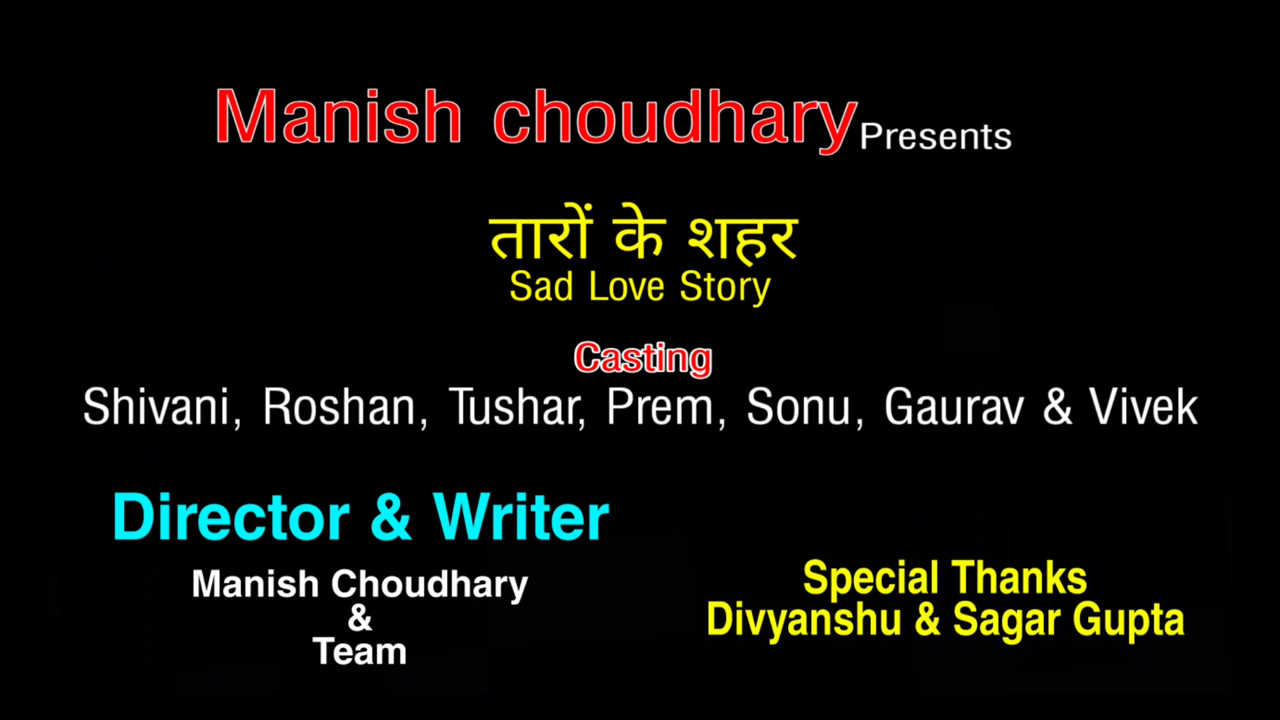 Manish choudhary Presents
तारों के शहर
Sad Love Story
Casting
Shivani, Roshan, Tushar, Prem, Sonu, Gaurav & Vivek
Director & Writer
Manish Choudhary
&
Team
Special Thanks
Divyanshu & Sagar Gupta